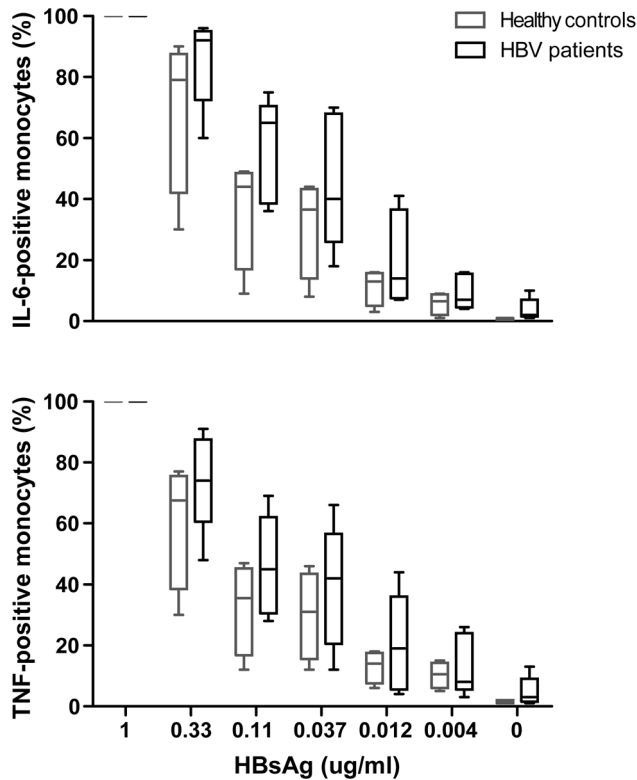 Healthy controls
HBV patients
IL-6-positive monocytes (%)
100
80
60
40
20
0
TNF-positive monocytes (%)
100
80
60
40
20
0
1 0.33 0.11 0.037 0.012 0.004 0
HBsAg (ug/ml)